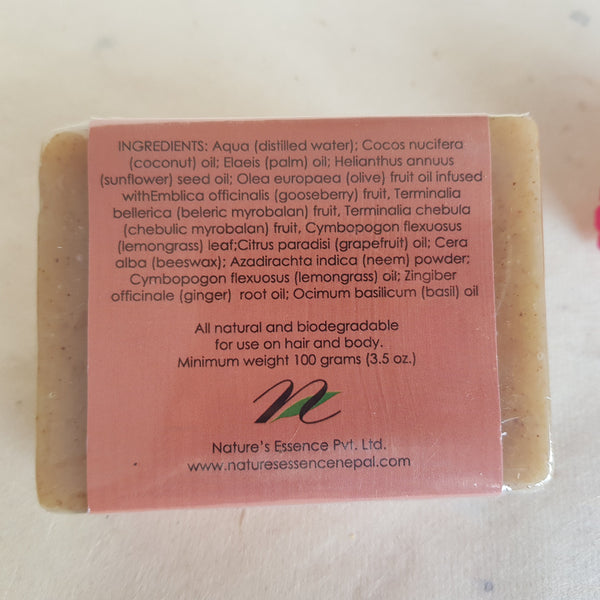 INGREDIENTS: Aqua (distilled water); Cocos nucifera
(coconut) oil; Elaeis (palm) oil; Helianthus annuus
(sunflower) seed oil; Olea europaea (olive) fruit oil infused
withEmblica officinalis (gooseberry) fruit, Terminalia
bellerica (beleric myrobalan) fruit, Terminalia chebula
(chebulic myrobalan) fruit, Cymbopogon flexuosus
(lemongrass) leaf;Citrus paradisi (grapefruit) oil; Cera
alba (beeswax); Azadirachta indica (neem) powder;
Cymbopogon flexuosus (lemongrass) oil; Zingiber
officinale (ginger) root oil; Ocimum basilicum (basil) oil
All natural and biodegradable
for use on hair and body.
Minimum weight 100 grams (3.5 oz.)
n
Nature's Essence Pvt. Ltd.
www.naturesessencenepal.com